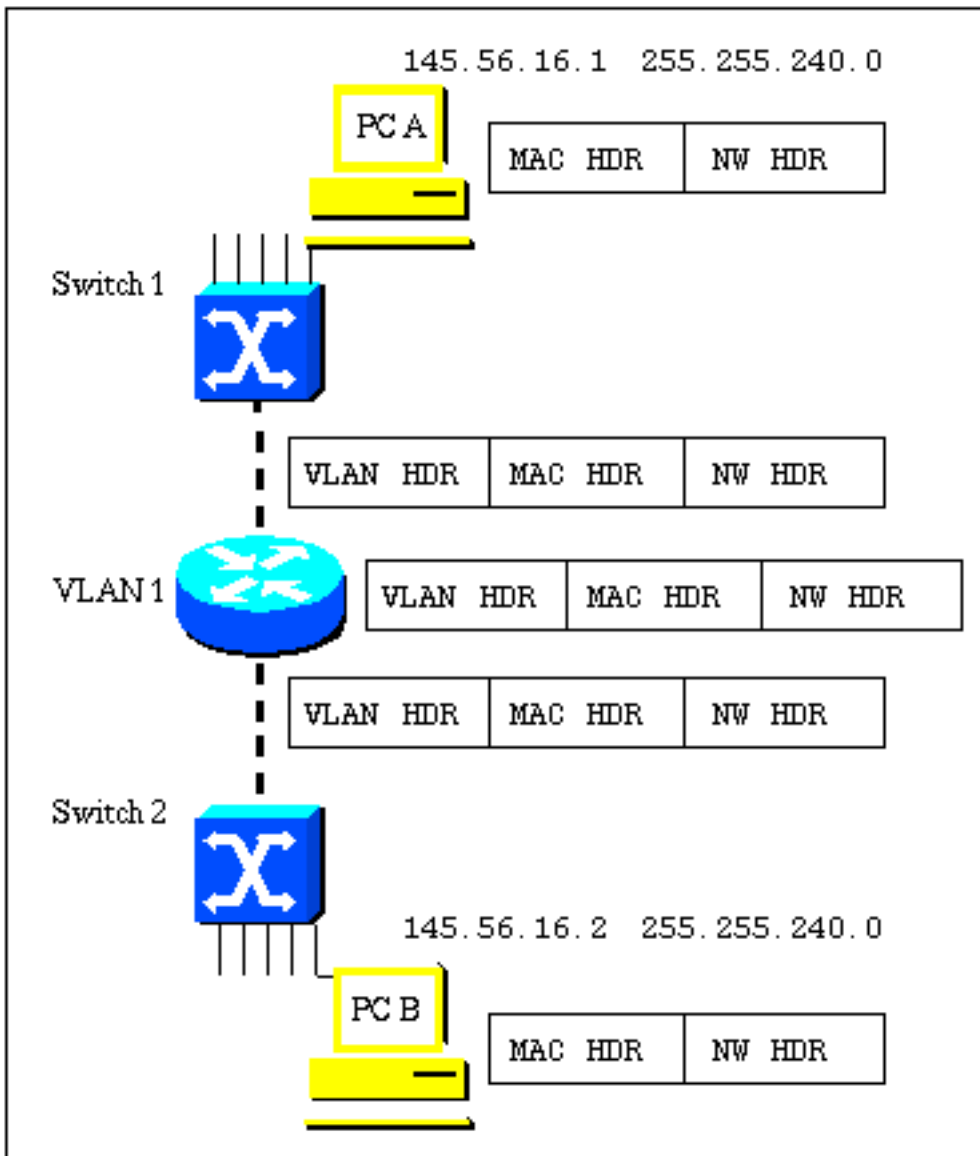 145.56.16.1 255.255.240.0
PC A
MAC HDR NW HDR
Switch 1
VLAN HDR MAC HDR NW HDR
VLAN 1
VLAN HDR MAC HDR NW HDR
VLAN HDR MAC HDR NW HDR
Switch 2
145.56.16.2 255.255.240.0
PC B
MAC HDR NW HDR